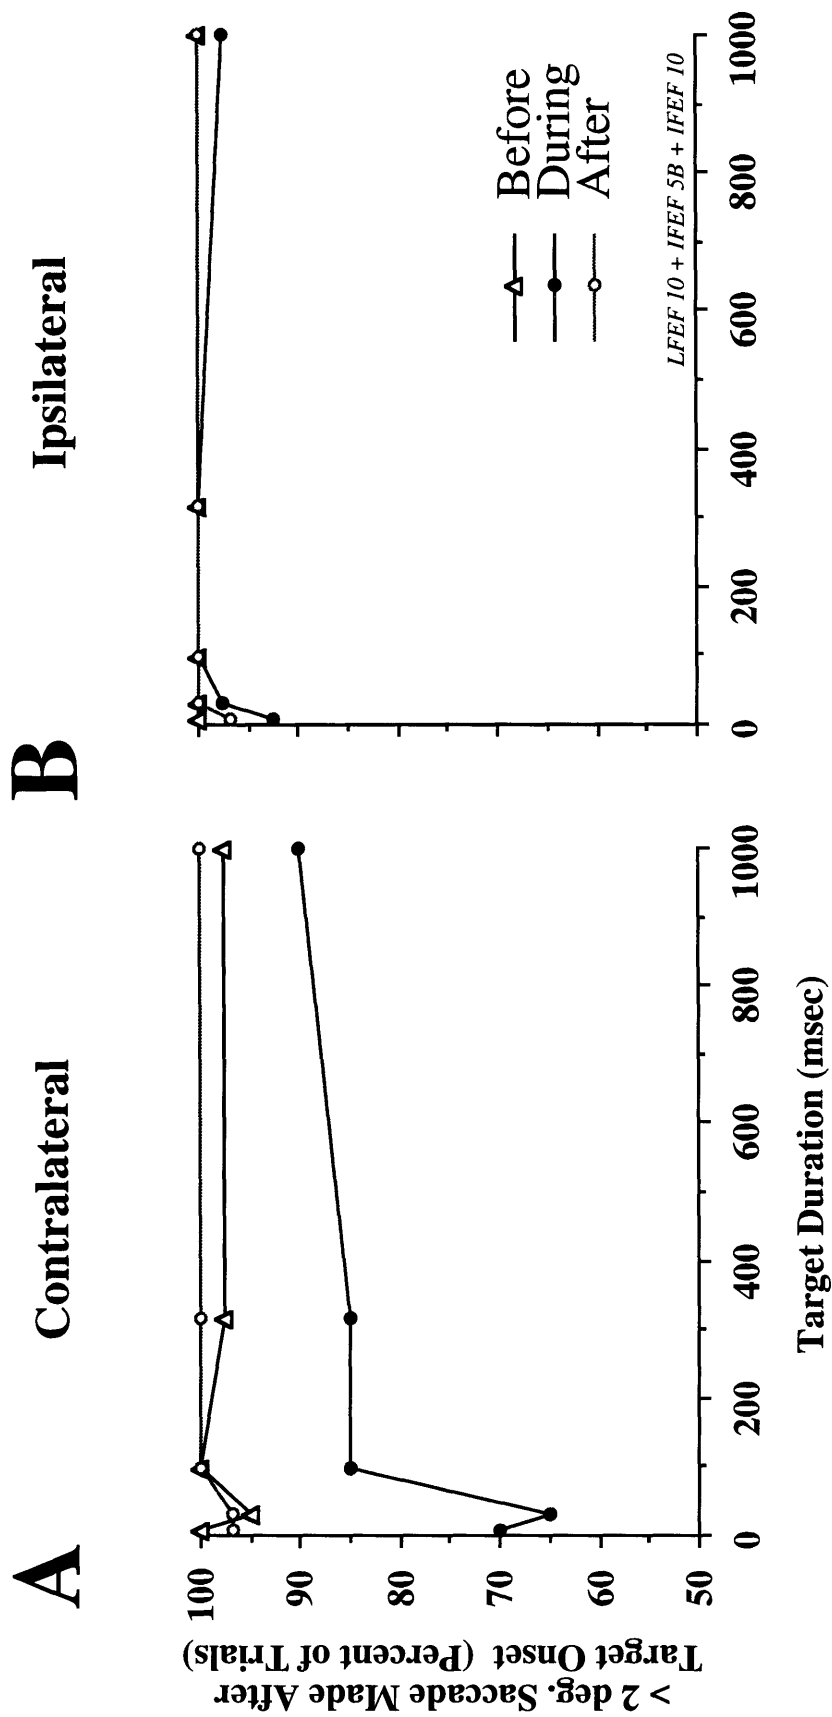 A
Contralateral
> 2 deg. Saccade Made After
Target Onset (Percent of Trials)
100
90
80
70
60
50
0
200
400
600
800
1000
Target Duration (msec)
B
Ipsilateral
Before
During
After
LFEF 10 + IFEF 5B + IFEF 10
0
200
400
600
800
1000